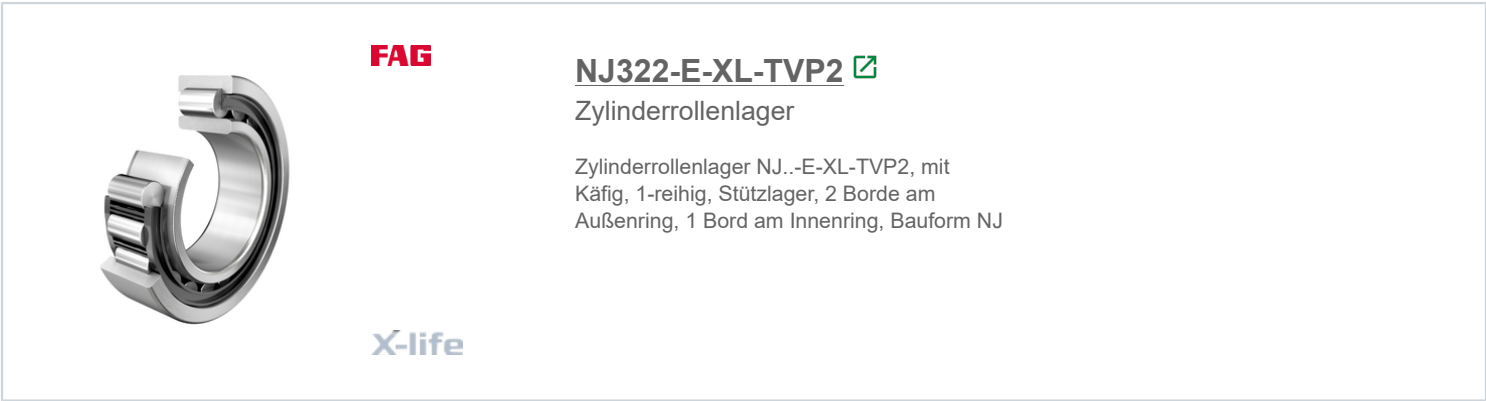 FAG
NJ322-E-XL-TVP2
Zylinderrollenlager
Zylinderrollenlager NJ..-E-XL-TVP2, mit
Käfig, 1-reihig, Stützlager, 2 Borde am
Außenring, 1 Bord am Innenring, Bauform NJ
X-life